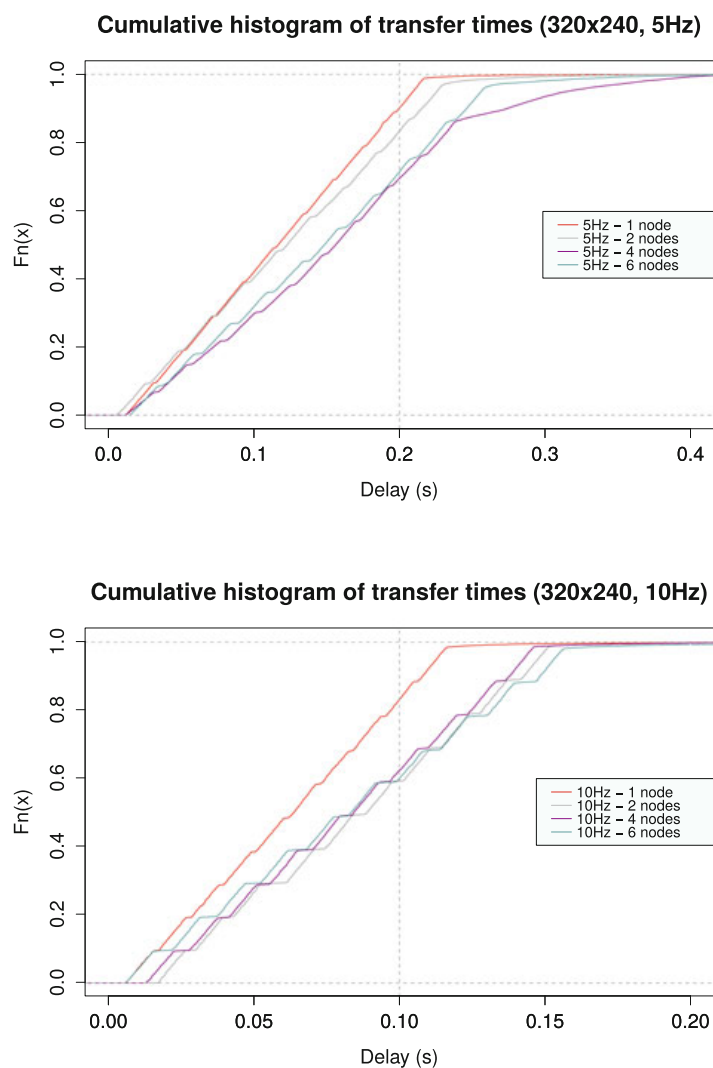 Cumulative histogram of transfer times (320x240, 5Hz)
1.0
0.8
0.6
0.4
0.2
0.0
Fn(x)
5Hz − 1 node
5Hz − 2 nodes
5Hz − 4 nodes
5Hz − 6 nodes
0.0 0.1 0.2 0.3 0.4
Delay (s)
Cumulative histogram of transfer times (320x240, 10Hz)
1.0
0.8
0.6
0.4
0.2
0.0
Fn(x)
10Hz − 1 node
10Hz − 2 nodes
10Hz − 4 nodes
10Hz − 6 nodes
0.00 0.05 0.10 0.15 0.20
Delay (s)